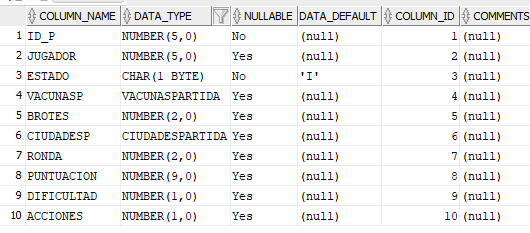 COLUMN_NAME DATA_TYPE NULLABLE DATA_DEFAULT COLUMN_ID COMMENTS
1 ID_P NUMBER(5,0) No (null) 1 (null)
2 JUGADOR NUMBER(5,0) Yes (null) 2 (null)
3 ESTADO CHAR(1 BYTE) No 'I' 3 (null)
4 VACUNASP VACUNASPARTIDA Yes (null) 4 (null)
5 BROTES NUMBER(2,0) Yes (null) 5 (null)
6 CIUDADESP CIUDADESPARTIDA Yes (null) 6 (null)
7 RONDA NUMBER(2,0) Yes (null) 7 (null)
8 PUNTUACION NUMBER(9,0) Yes (null) 8 (null)
9 DIFICULTAD NUMBER(1,0) Yes (null) 9 (null)
10 ACCIONES NUMBER(1,0) Yes (null) 10 (null)